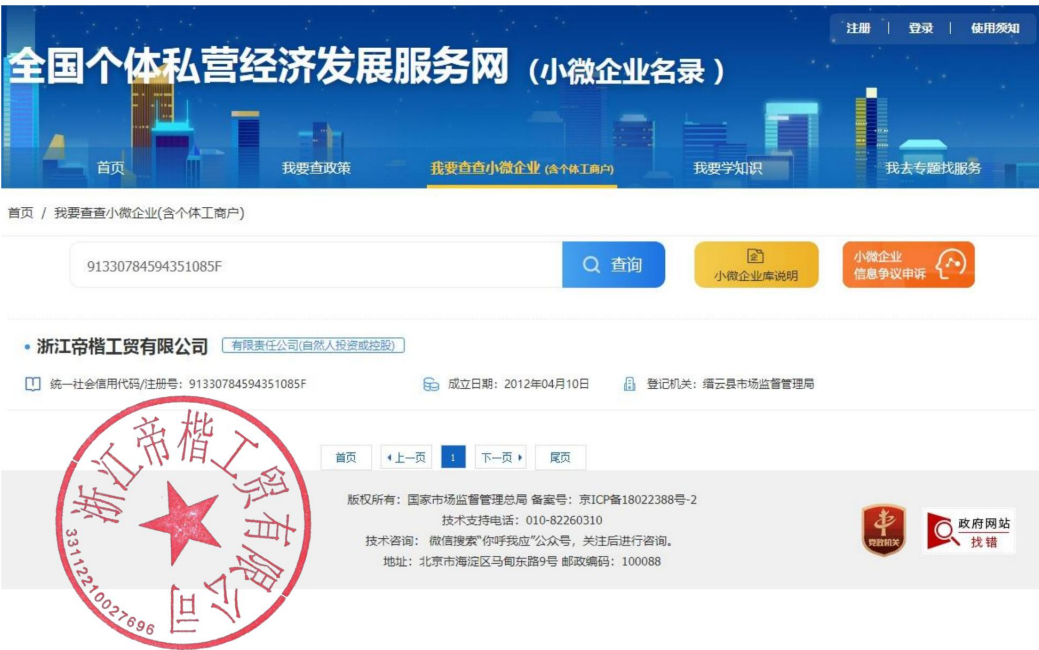 注册 | 登录 | 使用须知
全国个体私营经济发展服务网（小微企业名录）
首页 我要查政策 我要查查小微企业 (含个体工商户) 我要学知识 我去专题找服务
首页 / 我要查查小微企业(含个体工商户)
91330784594351085F 查询 小微企业库说明 小微企业
信息争议申诉
浙江帝楷工贸有限公司 有限责任公司(自然人投资或控股)
统一社会信用代码/注册号：91330784594351085F 成立日期：2012年04月10日 登记机关：缙云县市场监督管理局
首页 上一页 1 下一页 尾页
版权所有：国家市场监督管理总局 备案号：京ICP备18022388号-2
技术支持电话：010-82260310
技术咨询： 微信搜索“你呼我应”公众号，关注后进行咨询。
地址：北京市海淀区马甸东路9号 邮政编码：100088
党政机关
政府网站
找错
浙江帝楷工贸有限公司
33112210027696